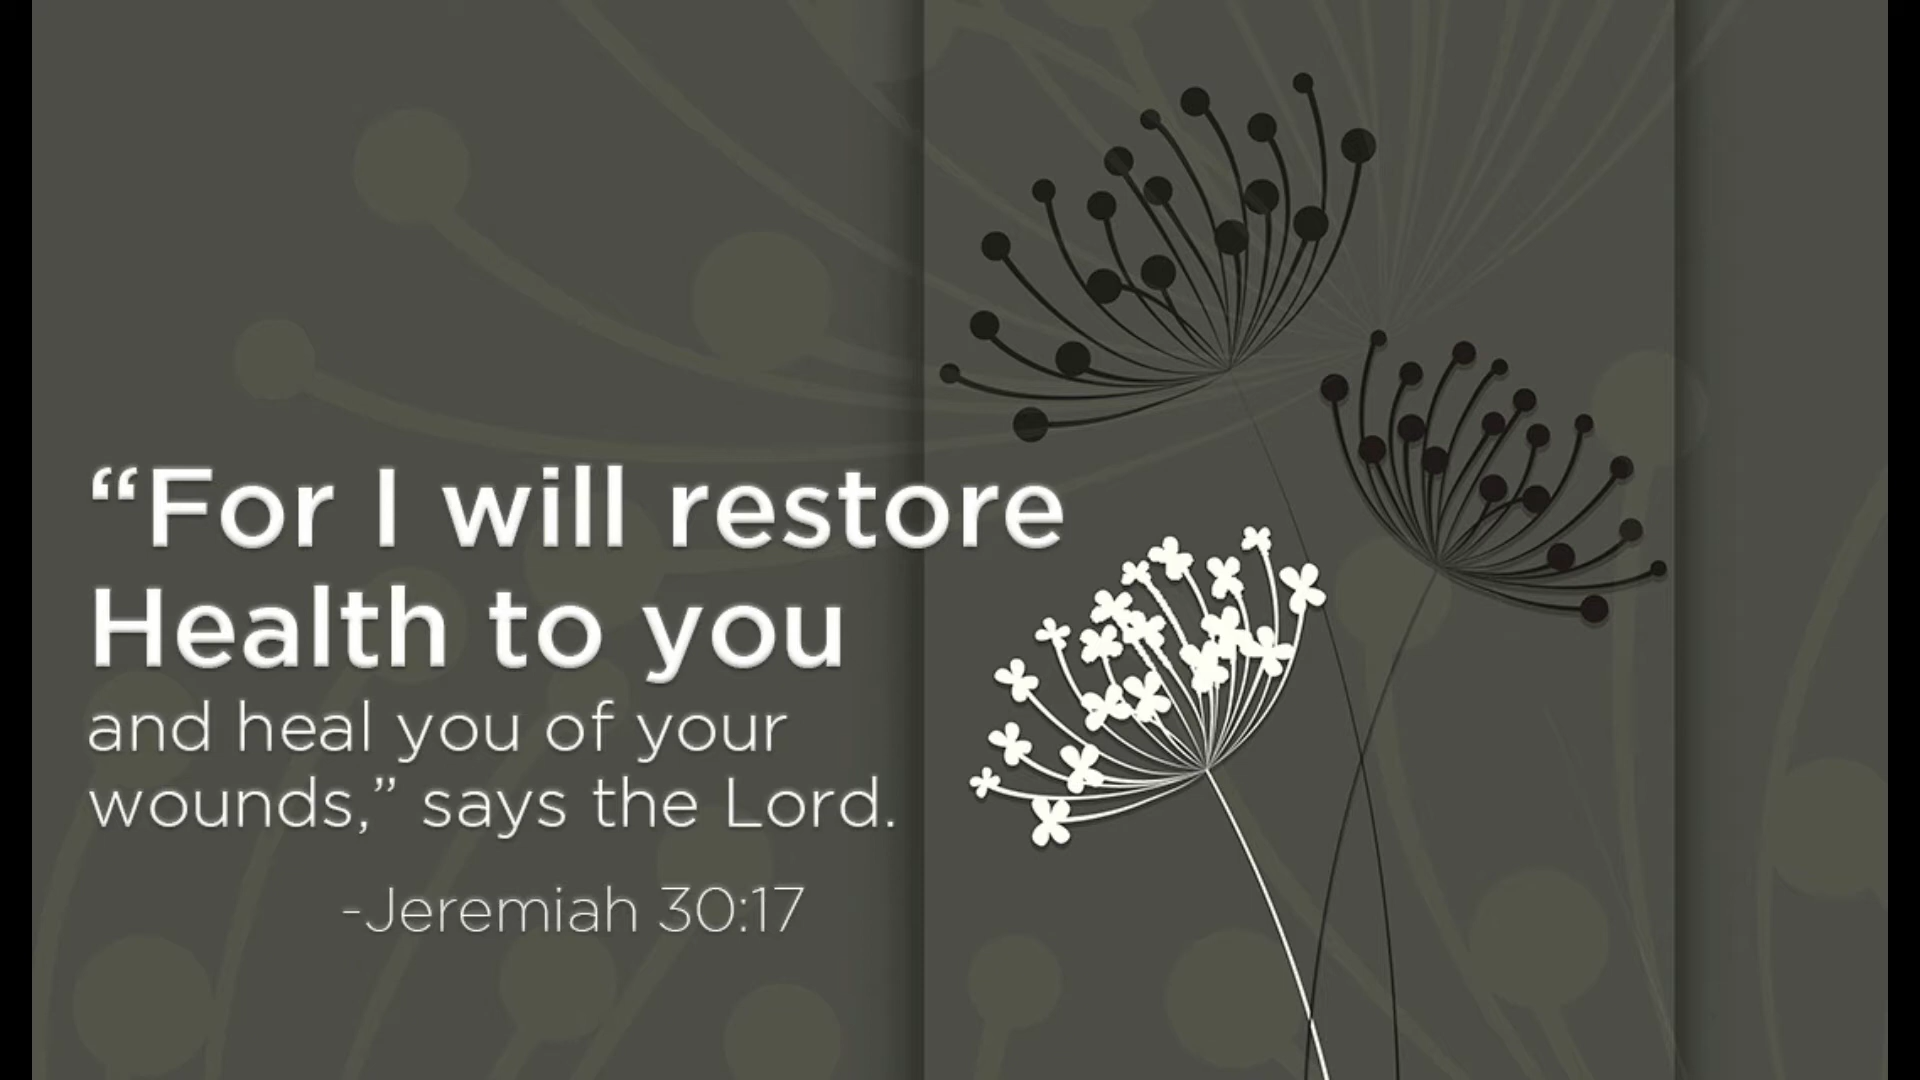 “For I will restore
Health to you
and heal you of your
wounds,” says the Lord.
-Jeremiah 30:17